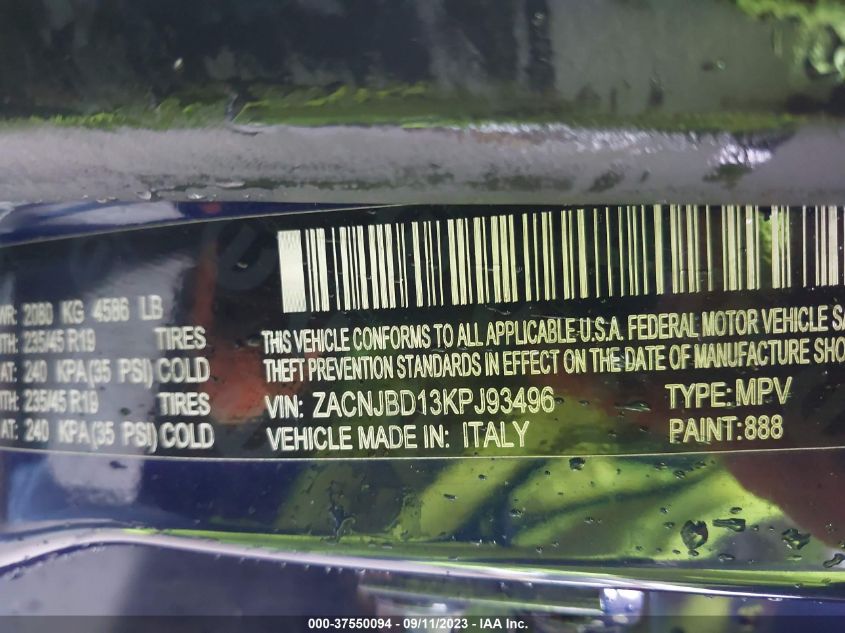 WR: 2080 KG 4586 LB
TH: 235/45 R19 TIRES
AT: 240 KPA(35 PSI) COLD
TH: 235/45 R19 TIRES
AT: 240 KPA(35 PSI) COLD
THIS VEHICLE CONFORMS TO ALL APPLICABLE U.S.A. FEDERAL MOTOR VEHICLE SA
THEFT PREVENTION STANDARDS IN EFFECT ON THE DATE OF MANUFACTURE SHO
VIN: ZACNJBD13KPJ93496 TYPE:MPV
VEHICLE MADE IN: ITALY PAINT:888
000-37550094 - 09/11/2023 - IAA Inc.